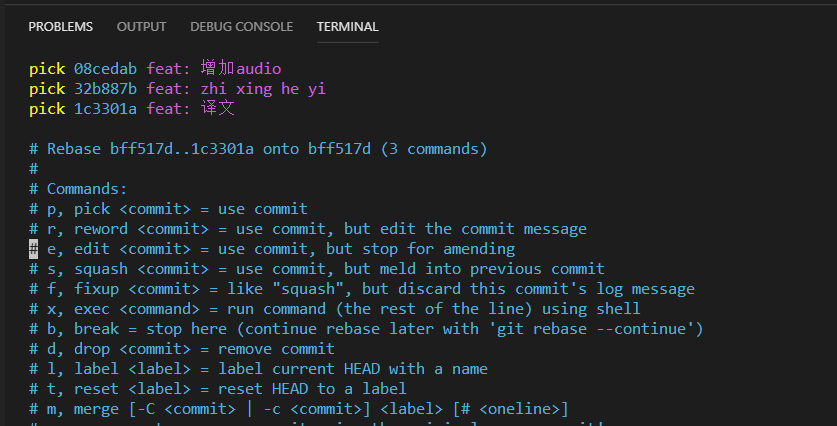 PROBLEMS OUTPUT DEBUG CONSOLE TERMINAL
pick 08cedab feat: 增加audio
pick 32b887b feat: zhi xing he yi
pick 1c3301a feat: 译文
# Rebase bff517d..1c3301a onto bff517d (3 commands)
#
# Commands:
# p, pick <commit> = use commit
# r, reword <commit> = use commit, but edit the commit message
# e, edit <commit> = use commit, but stop for amending
# s, squash <commit> = use commit, but meld into previous commit
# f, fixup <commit> = like "squash", but discard this commit's log message
# x, exec <command> = run command (the rest of the line) using shell
# b, break = stop here (continue rebase later with 'git rebase --continue')
# d, drop <commit> = remove commit
# l, label <label> = label current HEAD with a name
# t, reset <label> = reset HEAD to a label
# m, merge [-C <commit> | -c <commit>] <label> [# <oneline>]